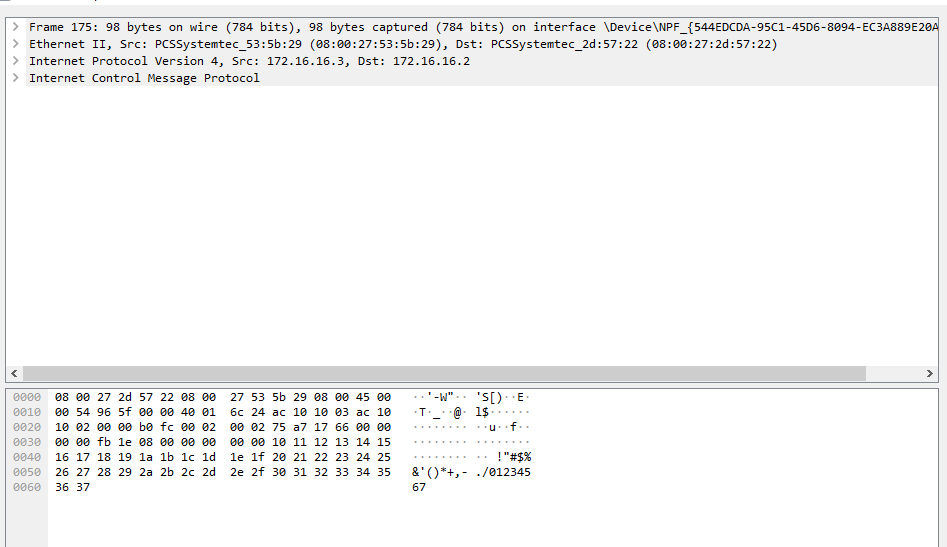 Frame 175: 98 bytes on wire (784 bits), 98 bytes captured (784 bits) on interface \Device\NPF_{544EDCDA-95C1-45D6-8094-EC3A889E20A
Ethernet II, Src: PCSSystemtec_53:5b:29 (08:00:27:53:5b:29), Dst: PCSSystemtec_2d:57:22 (08:00:27:2d:57:22)
Internet Protocol Version 4, Src: 172.16.16.3, Dst: 172.16.16.2
Internet Control Message Protocol
0000 08 00 27 2d 57 22 08 00 27 53 5b 29 08 00 45 00 ··'-W"·· 'S[)··E·
0010 00 54 96 5f 00 00 40 01 6c 24 ac 10 10 03 ac 10 ·T·_··@· l$······
0020 10 02 00 00 b0 fc 00 02 00 02 75 a7 17 66 00 00 ········ ··u··f··
0030 00 00 fb 1e 08 00 00 00 00 00 10 11 12 13 14 15 ········ ········
0040 16 17 18 19 1a 1b 1c 1d 1e 1f 20 21 22 23 24 25 ········ ·· !"#$%
0050 26 27 28 29 2a 2b 2c 2d 2e 2f 30 31 32 33 34 35 &'()*+,- ./012345
0060 36 37 67